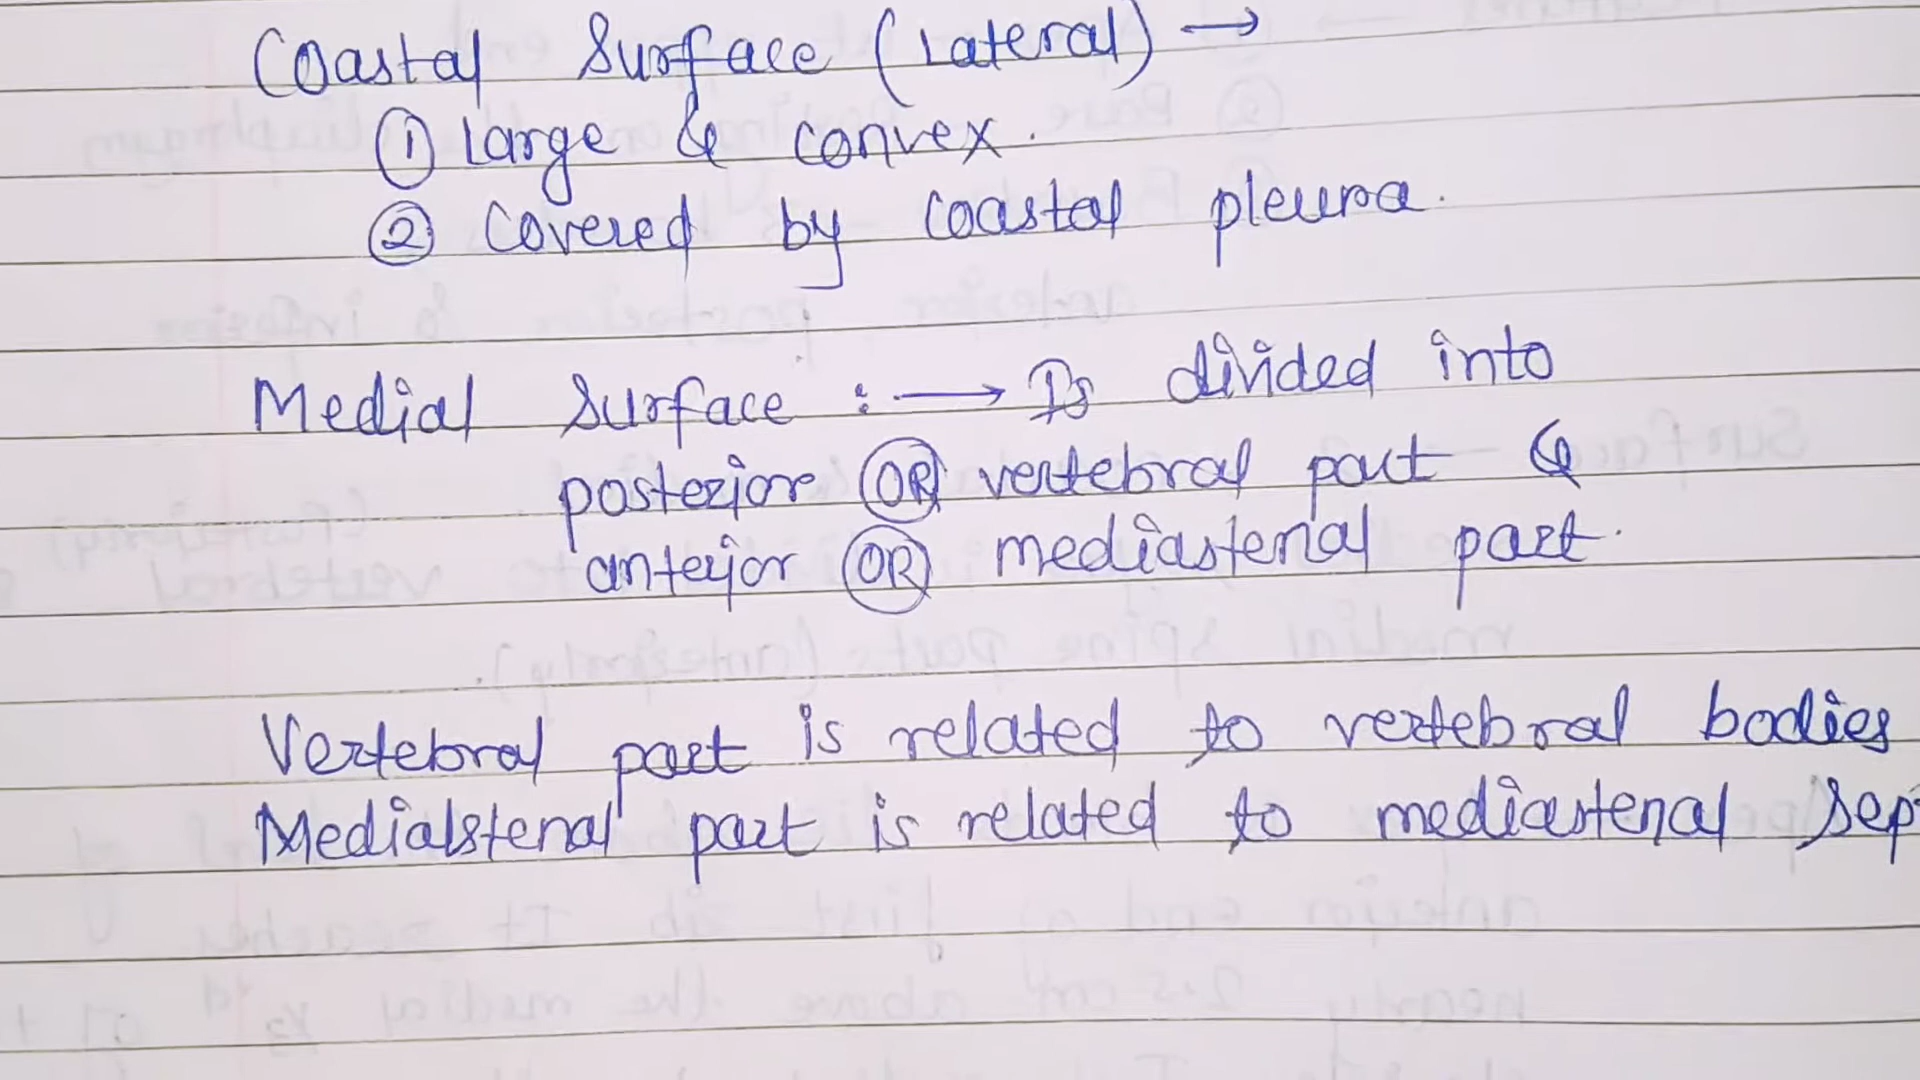 Coastal Surface (Lateral) →
① Large & convex.
② Covered by Coastal pleura.
Medial Surface : → Is divided into
posterior OR vertebral part &
anterior OR mediastenal part.
Vertebral part is related to vertebral bodies
Medialstenal part is related to mediastenal Sep